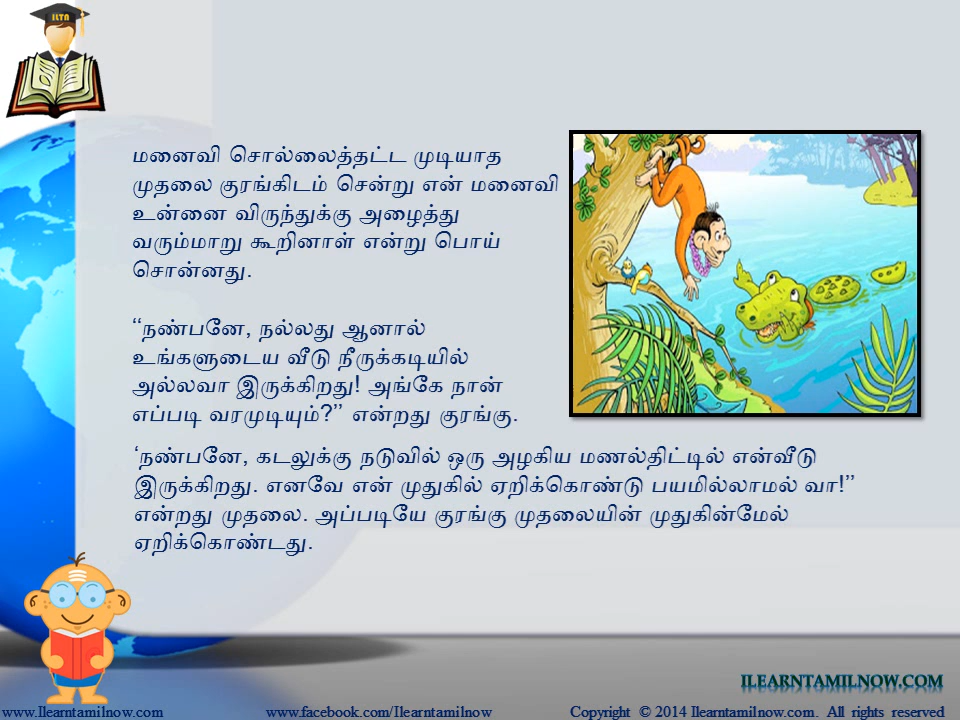 ILTN
மனைவி சொல்லைத்தட்ட முடியாத
முதலை குரங்கிடம் சென்று என் மனைவி
உன்னை விருந்துக்கு அழைத்து
வரும்மாறு கூறினாள் என்று பொய்
சொன்னது.
“நண்பனே, நல்லது ஆனால்
உங்களுடைய வீடு நீருக்கடியில்
அல்லவா இருக்கிறது! அங்கே நான்
எப்படி வரமுடியும்?” என்றது குரங்கு.
‘நண்பனே, கடலுக்கு நடுவில் ஒரு அழகிய மணல்திட்டில் என்வீடு
இருக்கிறது. எனவே என் முதுகில் ஏறிக்கொண்டு பயமில்லாமல் வா!”
என்றது முதலை. அப்படியே குரங்கு முதலையின் முதுகின்மேல்
ஏறிக்கொண்டது.
ILEARNTAMILNOW.COM
www.Ilearntamilnow.com www.facebook.com/Ilearntamilnow Copyright © 2014 Ilearntamilnow.com. All rights reserved